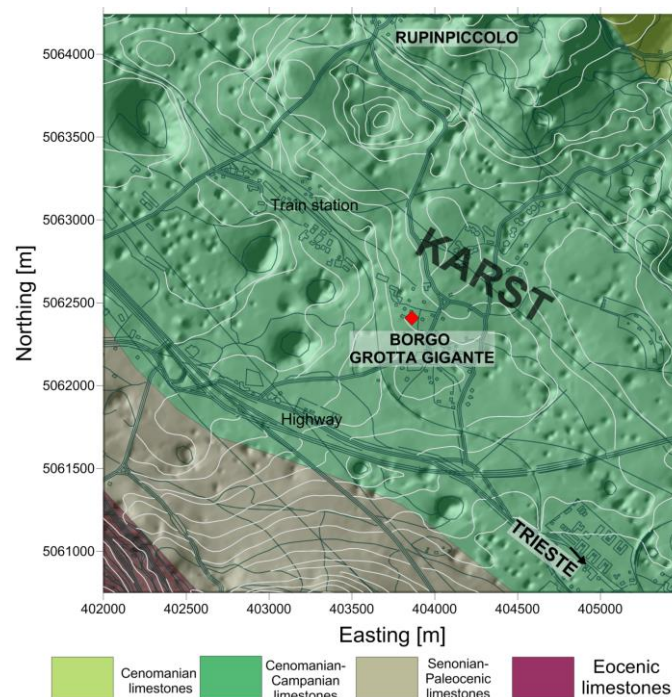 RUPINPICCOLO
Train station
KARST
BORGO
GROTTA GIGANTE
Highway
TRIESTE
Northing [m]
5064000
5063500
5063000
5062500
5062000
5061500
5061000
402000 402500 403000 403500 404000 404500 405000
Easting [m]
Cenomanian
limestones
Cenomanian-
Campanian
limestones
Senonian-
Paleocenic
limestones
Eocenic
limestones